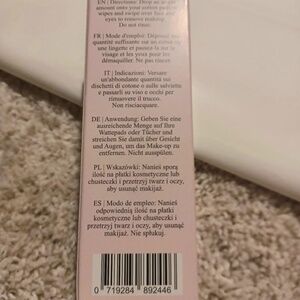 EN | Directions: Drop an
amount onto your cotton pads or
wipes and swipe over face and
eyes to remove makeup.
Do not rinse.
FR | Mode d'emploi: Déposez une
quantité suffisante sur un coton ou
une lingette et passez sur le
visage et les yeux pour les
démaquiller. Ne pas rincer.
IT | Indicazioni: Versare
un'abbondante quantità sui
dischetti di cotone o sulle salviette
e passarli su viso e occhi per
rimuovere il trucco.
Non risciacquare.
DE | Anwendung: Geben Sie eine
ausreichende Menge auf Ihre
Wattepads oder Tücher und
streichen Sie damit über Gesicht
und Augen, um das Make-up zu
entfernen. Nicht ausspülen.
PL | Wskazówki: Nanieś sporą
ilość na płatki kosmetyczne lub
chusteczki i przetrzyj twarz i oczy,
aby usunąć makijaż.
ES | Modo de empleo: Nanieś
odpowiednią ilość na płatki
kosmetyczne lub chusteczki
i przetrzyj twarz i oczy, aby usunąć
makijaż. Nie spłukuj.
0 719284 892446